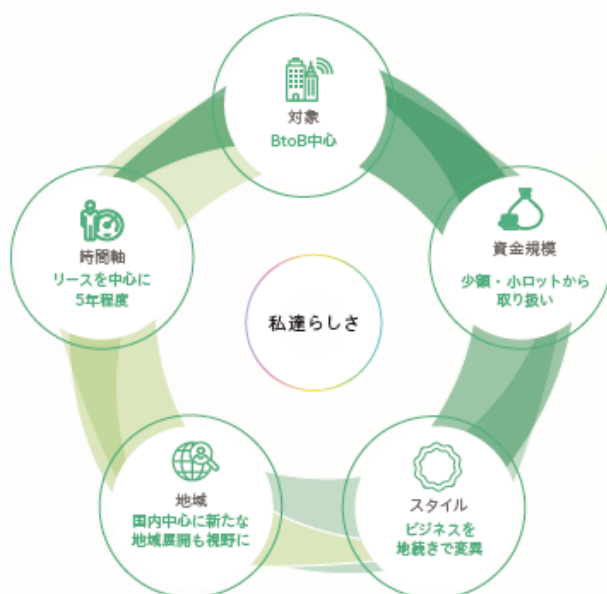 対象
BtoB中心
資金規模
少額・小ロットから
取り扱い
スタイル
ビジネスを
地続きで変異
地域
国内中心に新たな
地域展開も視野に
時間軸
リースを中心に
5年程度
私達らしさ